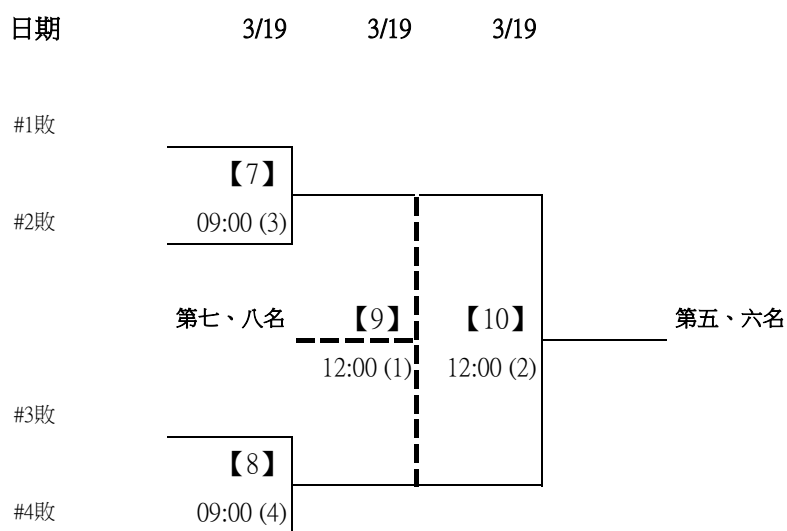 日期 3/19 3/19 3/19
#1敗
【7】
#2敗 09:00 (3)
第七、八名 【9】 【10】 第五、六名
12:00 (1) 12:00 (2)
#3敗
【8】
#4敗 09:00 (4)